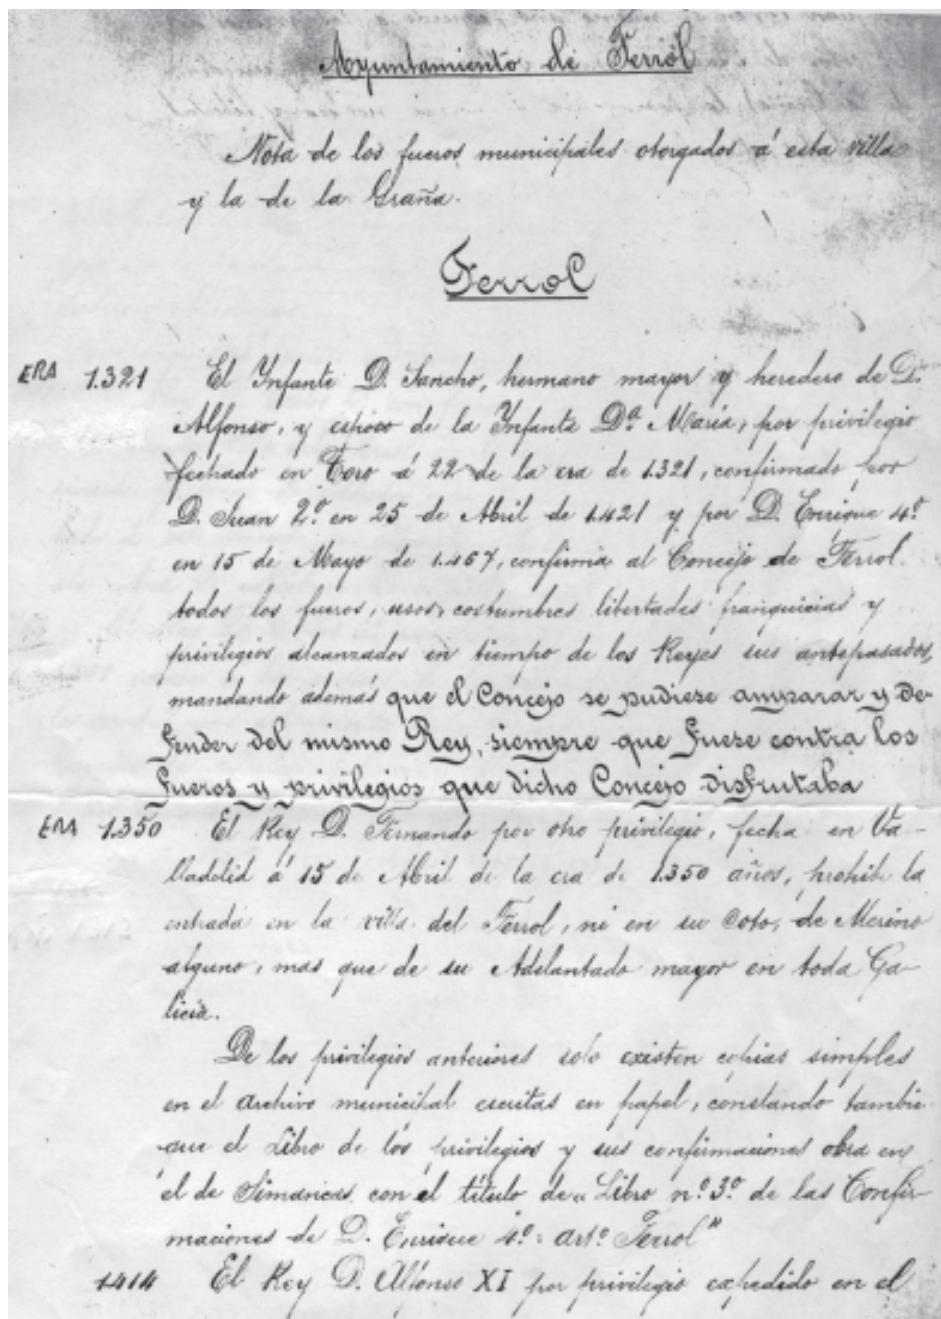 Ayuntamiento de Ferrol
Nota de los fueros municipales otorgados á esta villa
y la de la Graña.
Ferrol
ERA 1.321 El Ynfante D. Sancho, hermano mayor y heredero de D.
Alfonso, y esposo de la Ynfanta Dª María, por privilegio
fechado en Toro á 22 de la era de 1.321, confirmado por
D. Juan 2º en 25 de Abril de 1.421 y por D. Enrique 4º
en 15 de Mayo de 1.467, confirma al Concejo de Ferrol
todos los fueros, usos, costumbres libertades franquicias y
privilegios alcanzados en tiempo de los Reyes sus antepasados,
mandando además que el Concejo se pudiese amparar y de-
fender del mismo Rey, siempre que fuese contra los
fueros y privilegios que dicho Concejo disfrutaba
ERA 1.350 El Rey D. Fernando por otro privilegio, fecha en Va-
lladolid á 15 de Abril de la era de 1.350 años, prohibe la
entrada en la villa del Ferrol, ni en su coto, de Merino
alguno, mas que de su Adelantado mayor en toda Ga-
licia.
De los privilegios anteriores solo existen copias simples
en el archivo municipal escritas en papel, constando tambie
que el Libro de los privilegios y sus confirmaciones obra en
el de Simancas con el título de "Libro nº 3º de las Confir-
maciones de D. Enrique 4º: artº Ferrol"
1414 El Rey D. Alfonso XI por privilegio expedido en el